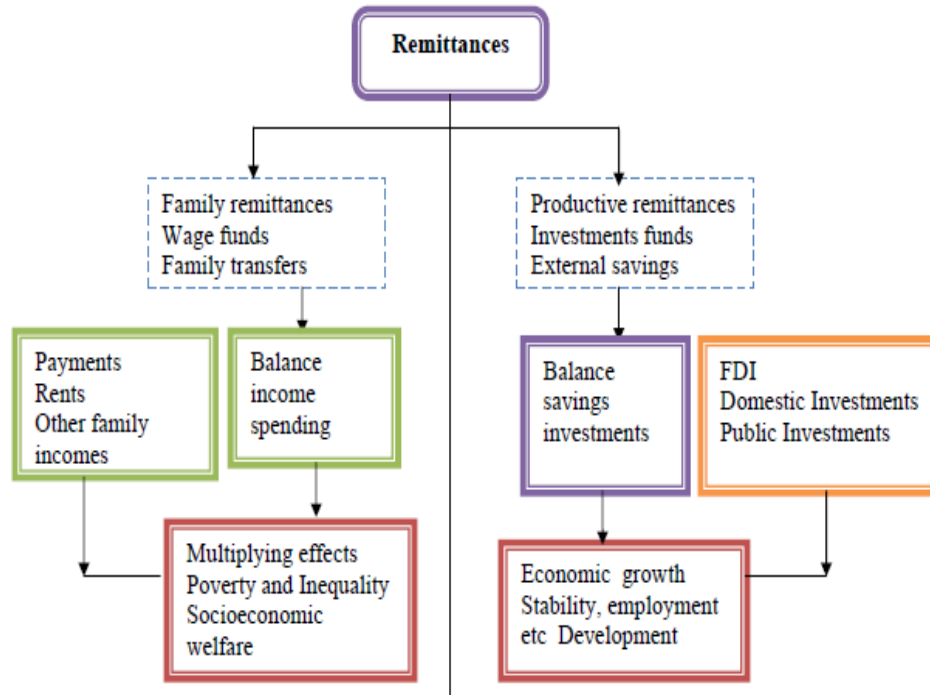 Remittances
Family remittances
Wage funds
Family transfers
Productive remittances
Investments funds
External savings
Payments
Rents
Other family
incomes
Balance
income
spending
Balance
savings
investments
FDI
Domestic Investments
Public Investments
Multiplying effects
Poverty and Inequality
Socioeconomic
welfare
Economic growth
Stability, employment
etc Development